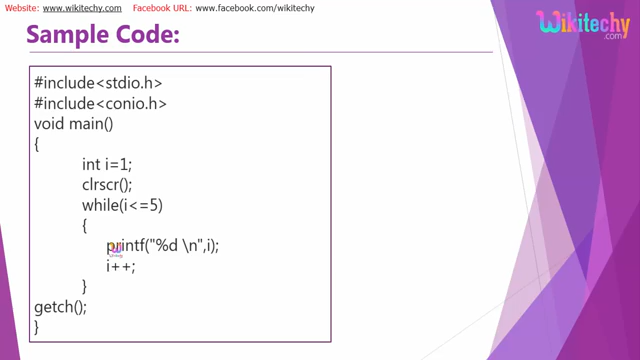 Website: www.wikitechy.com Facebook URL: www.facebook.com/wikitechy
Wikitechy
.com
Sample Code:
#include<stdio.h>
#include<conio.h>
void main()
{
int i=1;
clrscr();
while(i<=5)
{
printf("%d \n",i);
i++;
}
getch();
}